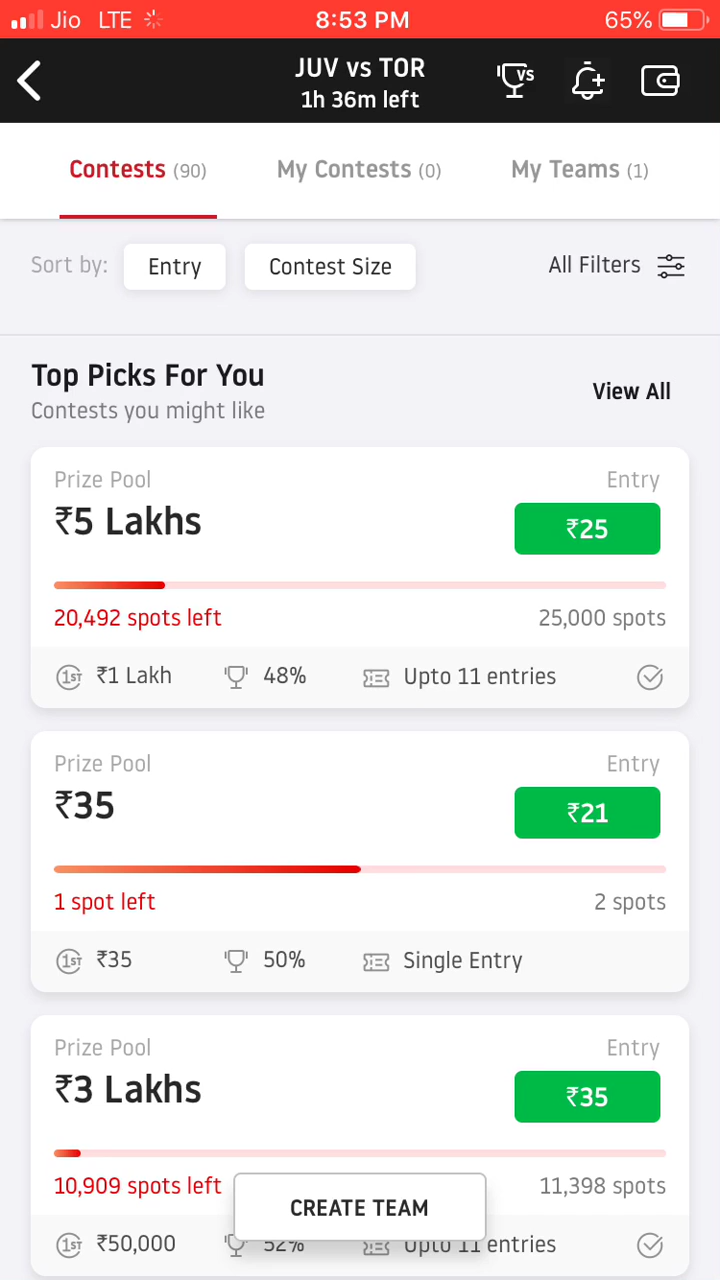 Jio LTE 8:53 PM 65%
JUV vs TOR
1h 36m left
VS
Contests (90) My Contests (0) My Teams (1)
Sort by: Entry Contest Size All Filters
Top Picks For You
View All
Contests you might like
Prize Pool Entry
₹5 Lakhs ₹25
20,492 spots left 25,000 spots
1ST ₹1 Lakh 48% Upto 11 entries
Prize Pool Entry
₹35 ₹21
1 spot left 2 spots
1ST ₹35 50% Single Entry
Prize Pool Entry
₹3 Lakhs ₹35
10,909 spots left 11,398 spots
CREATE TEAM
1ST ₹50,000 52% Upto 11 entries